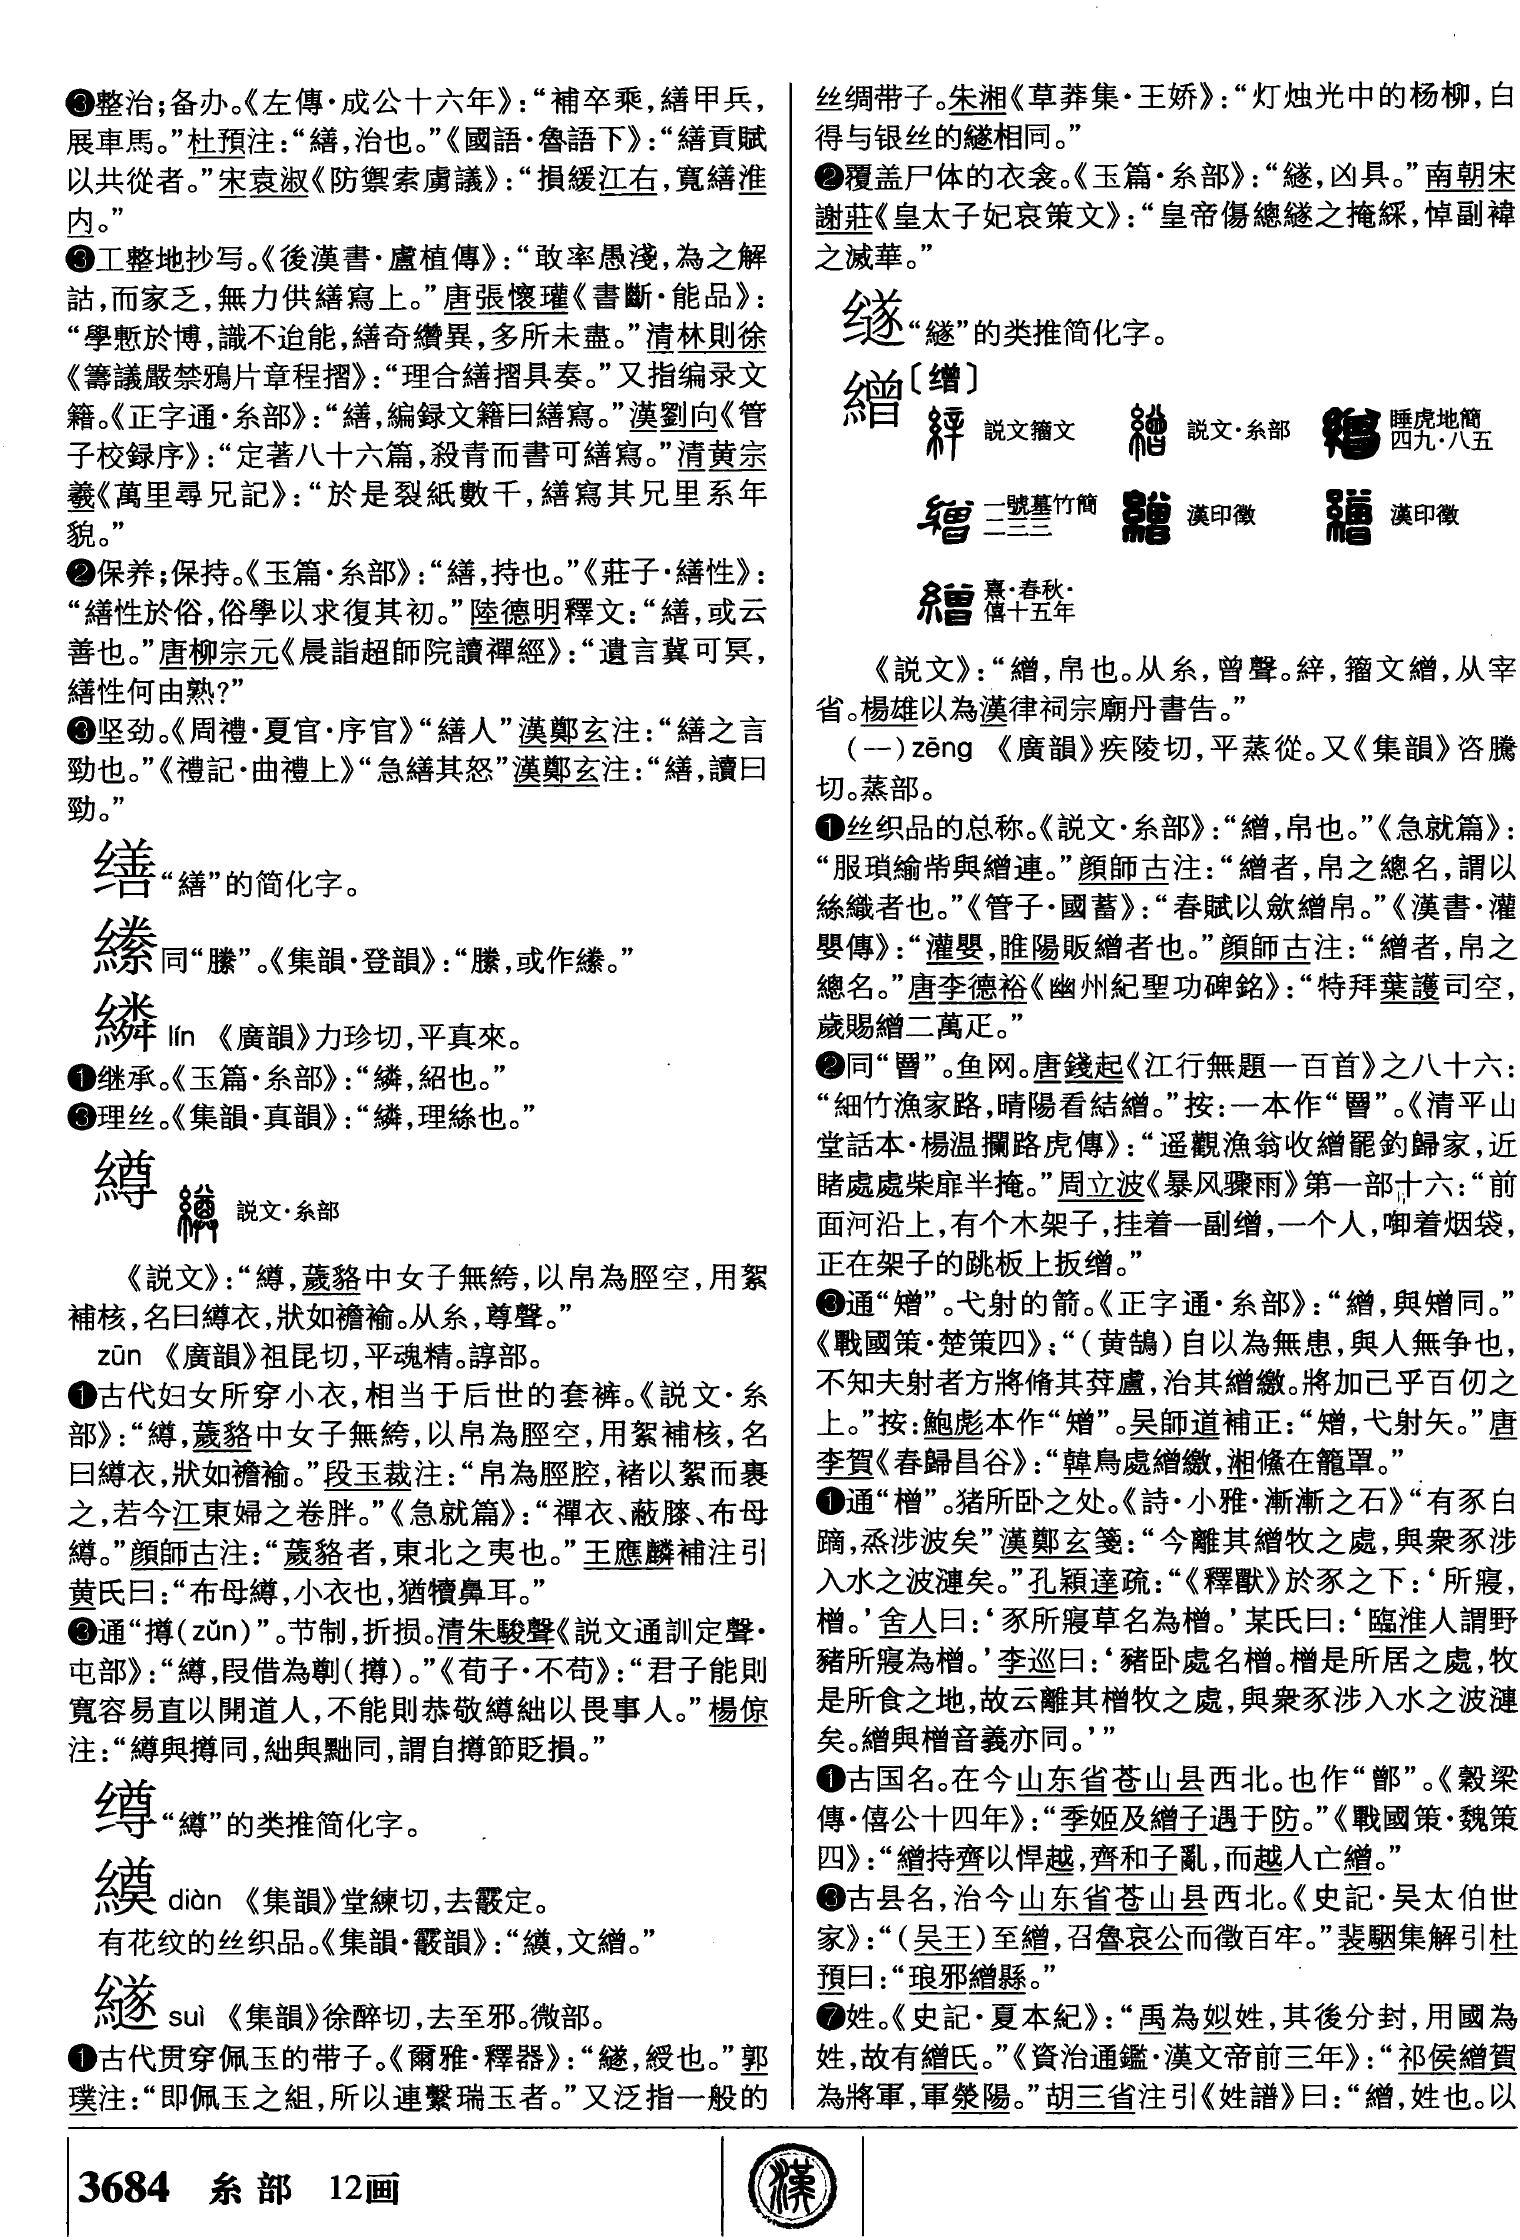 ❸整治;备办。《左傳·成公十六年》:“補卒乘,繕甲兵,
展車馬。”杜預注:“繕,治也。”《國語·魯語下》:“繕貢賦
以共從者。”宋袁淑《防禦索虜議》:“損緩江右,寬繕淮
内。”
❸工整地抄写。《後漢書·盧植傳》:“敢率愚淺,為之解
詁,而家乏,無力供繕寫上。”唐張懷瓘《書斷·能品》:
“學慙於博,識不迨能,繕奇纘異,多所未盡。”清林則徐
《籌議嚴禁鴉片章程摺》:“理合繕摺具奏。”又指编录文
籍。《正字通·糸部》:“繕,編録文籍曰繕寫。”漢劉向《管
子校録序》:“定著八十六篇,殺青而書可繕寫。”清黄宗
羲《萬里尋兄記》:“於是裂紙數千,繕寫其兄里系年
貌。”
❷保养;保持。《玉篇·糸部》:“繕,持也。”《莊子·繕性》:
“繕性於俗,俗學以求復其初。”陸德明釋文:“繕,或云
善也。”唐柳宗元《晨詣超師院讀禪經》:“遺言冀可冥,
繕性何由熟?”
❸坚劲。《周禮·夏官·序官》“繕人”漢鄭玄注:“繕之言
勁也。”《禮記·曲禮上》“急繕其怒”漢鄭玄注:“繕,讀曰
勁。”
缮“繕”的简化字。
同“縢”。《集韻·登韻》:“縢,或作
繗 lín 《廣韻》力珍切,平真來。
❶继承。《玉篇·糸部》:“繗,紹也。”
❸理丝。《集韻·真韻》:“繗,理絲也。”
繜
説文·糸部
《説文》:“繜,薉貉中女子無絝,以帛為脛空,用絮
補核,名曰繜衣,狀如襜褕。从糸,尊聲。”
zūn 《廣韻》祖昆切,平魂精。諄部。
❶古代妇女所穿小衣,相当于后世的套裤。《説文·糸
部》:“繜,薉貉中女子無絝,以帛為脛空,用絮補核,名
曰繜衣,狀如襜褕。”段玉裁注:“帛為脛腔,褚以絮而裹
之,若今江東婦之卷胖。”《急就篇》:“襌衣、蔽膝、布母
繜。”顔師古注:“薉貉者,東北之夷也。”王應麟補注引
黄氏曰:“布母繜,小衣也,猶犢鼻耳。”
❸通“撙(zǔn)”。节制,折损。清朱駿聲《説文通訓定聲·
屯部》:“繜,叚借為剸(撙)。”《荀子·不苟》:“君子能則
寬容易直以開道人,不能則恭敬繜絀以畏事人。”楊倞
注:“繜與撙同,絀與黜同,謂自撙節貶損。”
“繜”的类推简化字。
diàn 《集韻》堂練切,去霰定。
有花纹的丝织品。《集韻·霰韻》:“ ,文繒。”
繸 suì 《集韻》徐醉切,去至邪。微部。
❶古代贯穿佩玉的带子。《爾雅·釋器》:“繸,綬也。”郭
璞注:“即佩玉之組,所以連繫瑞玉者。”又泛指一般的
丝绸带子。朱湘《草莽集·王娇》:“灯烛光中的杨柳,白
得与银丝的繸相同。”
❷覆盖尸体的衣衾。《玉篇·糸部》:“繸,凶具。”南朝宋
謝莊《皇太子妃哀策文》:“皇帝傷總繸之掩綵,悼副褘
之滅華。”
“繸”的类推简化字。
繒〔缯〕
説文籀文 説文·糸部 睡虎地簡
四九·八五
一號墓竹簡
二三三 漢印徵 漢印徵
熹·春秋·
僖十五年
《説文》:“繒,帛也。从糸,曾聲。縡,籀文繒,从宰
省。楊雄以為漢律祠宗廟丹書告。”
(一)zēng 《廣韻》疾陵切,平蒸從。又《集韻》咨騰
切。蒸部。
❶丝织品的总称。《説文·糸部》:“繒,帛也。”《急就篇》:
“服瑣緰幋與繒連。”顔師古注:“繒者,帛之總名,謂以
絲織者也。”《管子·國蓄》:“春賦以斂繒帛。”《漢書·灌
嬰傳》:“灌嬰,睢陽販繒者也。”顔師古注:“繒者,帛之
總名。”唐李德裕《幽州紀聖功碑銘》:“特拜葉護司空,
歲賜繒二萬疋。”
❷同“罾”。鱼网。唐錢起《江行無題一百首》之八十六:
“細竹漁家路,晴陽看結繒。”按:一本作“罾”。《清平山
堂話本·楊温攔路虎傳》:“遥觀漁翁收繒罷釣歸家,近
睹處處柴扉半掩。”周立波《暴风骤雨》第一部十六:“前
面河沿上,有个木架子,挂着一副缯,一个人,啣着烟袋,
正在架子的跳板上扳缯。”
❸通“矰”。弋射的箭。《正字通·糸部》:“繒,與矰同。”
《戰國策·楚策四》:“(黄鵠)自以為無患,與人無争也,
不知夫射者方將脩其莽盧,治其繒繳。將加己乎百仞之
上。”按:鮑彪本作“矰”。吴師道補正:“矰,弋射矢。”唐
李賀《春歸昌谷》:“韓鳥處繒繳,湘儵在籠罩。”
❶通“橧”。猪所卧之处。《詩·小雅·漸漸之石》“有豕白
蹢,烝涉波矣”漢鄭玄箋:“今離其繒牧之處,與衆豕涉
入水之波漣矣。”孔穎達疏:“《釋獸》於豕之下:‘所寢,
橧。’舍人曰:‘豕所寢草名為橧。’某氏曰:‘臨淮人謂野
豬所寢為橧。’李巡曰:‘豬卧處名橧。橧是所居之處,牧
是所食之地,故云離其橧牧之處,與衆豕涉入水之波漣
矣。繒與橧音義亦同。’”
❶古国名。在今山东省苍山县西北。也作“鄫”。《穀梁
傳·僖公十四年》:“季姬及繒子遇于防。”《戰國策·魏策
四》:“繒持齊以悍越,齊和子亂,而越人亡繒。”
❸古县名,治今山东省苍山县西北。《史記·吴太伯世
家》:“(吴王)至繒,召魯哀公而徵百牢。”裴駰集解引杜
預曰:“琅邪繒縣。”
❼姓。《史記·夏本紀》:“禹為姒姓,其後分封,用國為
姓,故有繒氏。”《資治通鑑·漢文帝前三年》:“祁侯繒賀
為將軍,軍滎陽。”胡三省注引《姓譜》曰:“繒,姓也。以
3684 糸部 12画
漢